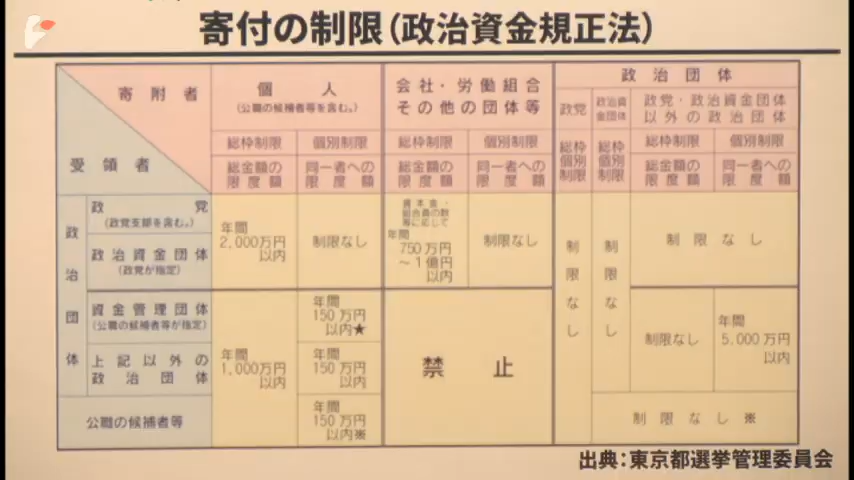 寄付の制限（政治資金規正法）
寄附者
受領者
個人
（公職の候補者等を含む。）
総枠制限
個別制限
総金額の
限度額
同一者への
限度額
会社・労働組合
その他の団体等
総枠制限
個別制限
総金額の
限度額
同一者への
限度額
政治団体
政党
総枠
個別
制限
政治資
金団体
総枠
個別
制限
政党・政治資金団体
以外の政治団体
総枠制限
個別制限
総金額の
限度額
同一者への
限度額
政治団体
政党
（政党支部を含む。）
政治資金団体
（政党が指定）
年間
2,000万円
以内
制限なし
資本金・
組合員の数
等に応じて
年間
750万円
～1億円
以内
制限なし
制限なし
制限なし
制限なし
資金管理団体
（公職の候補者等が指定）
年間
1,000万円
以内
年間
150万円
以内★
禁止
制限なし
年間
5,000万円
以内
上記以外の
政治団体
年間
150万円
以内
公職の候補者等
年間
150万円
以内※
制限なし※
出典：東京都選挙管理委員会